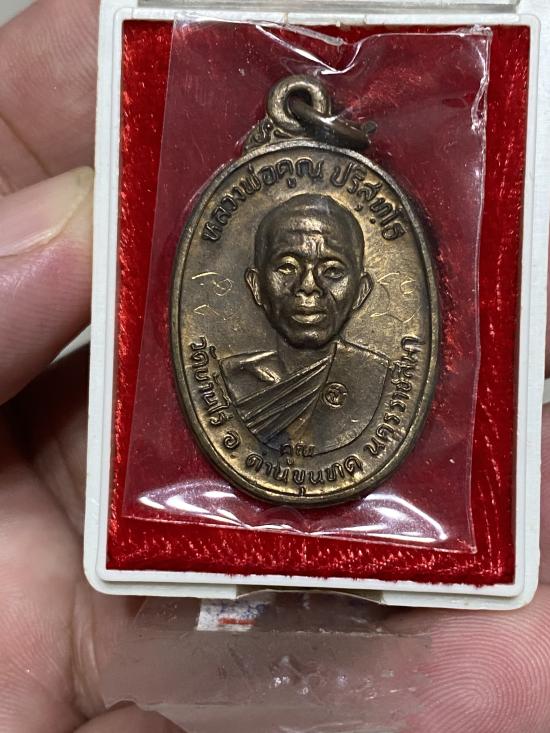 หลวงพ่อคูณ ปริสุทฺโธ
คูณ
วัดบ้านไร่ อ. ด่านขุนทด นครราชสีมา